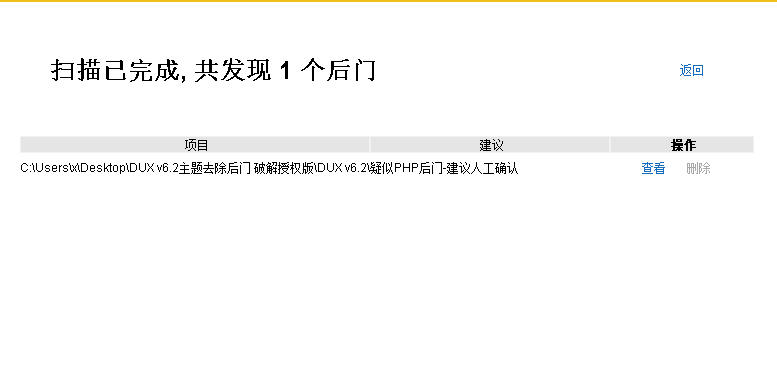 扫描已完成, 共发现 1 个后门
返回
项目 建议 操作
C:\Users\x\Desktop\DUX v6.2主题去除后门 破解授权版\DUX v6.2\疑似PHP后门-建议人工确认 查看 删除